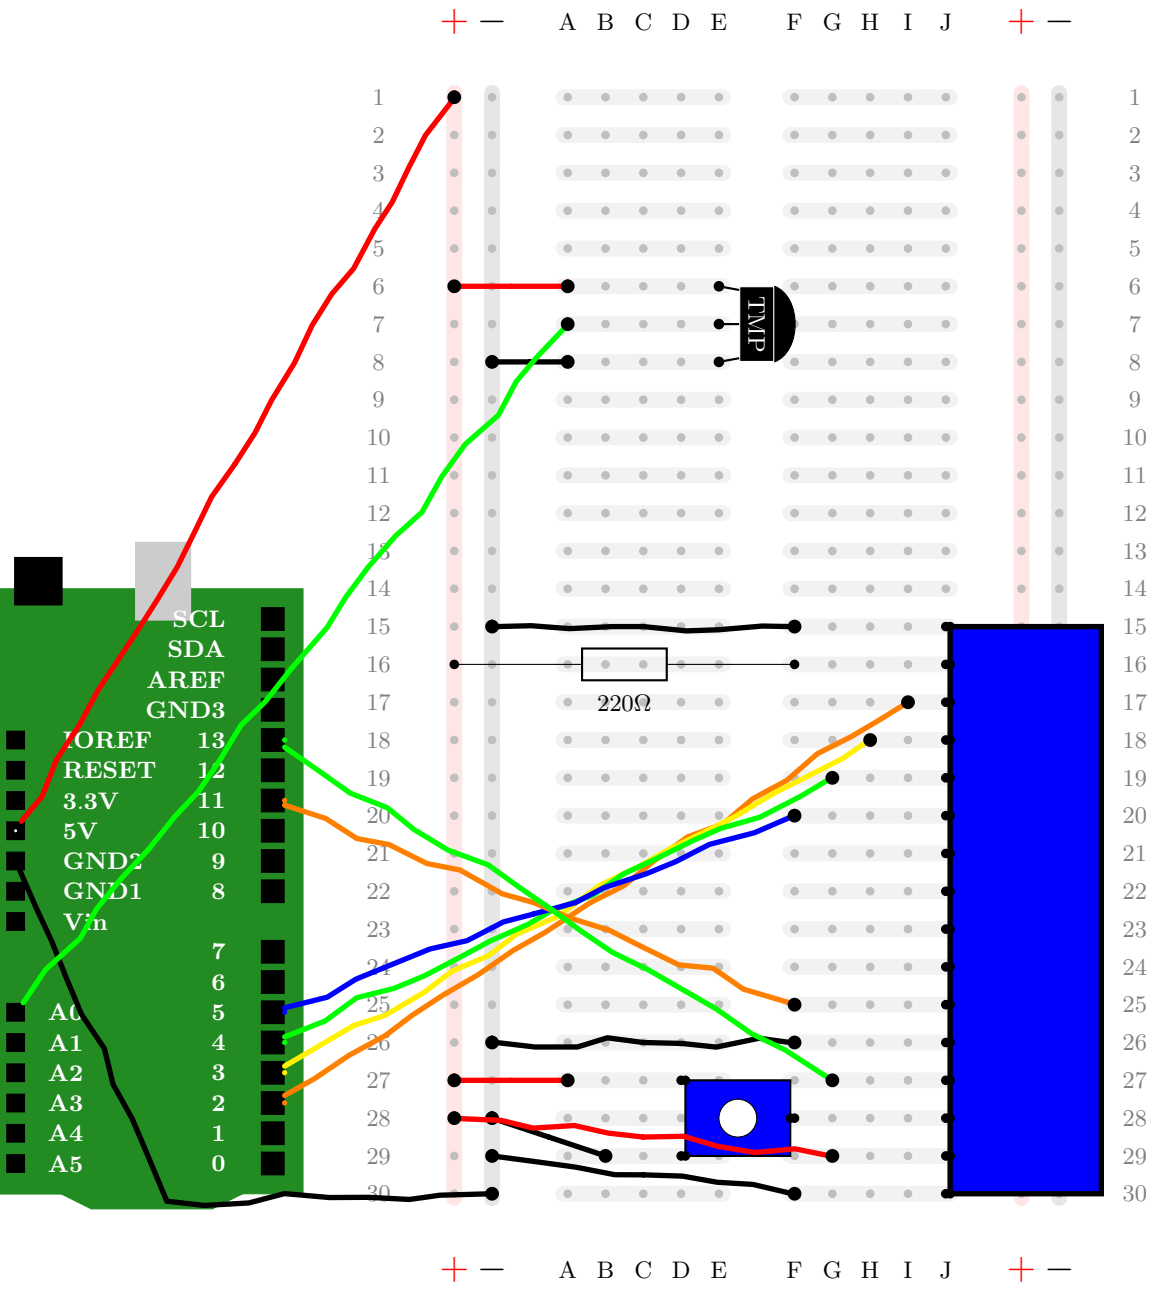 + − A B C D E F G H I J + −
1 1
2 2
3 3
4 4
5 5
6 6
TMP
7 7
8 8
9 9
10 10
11 11
12 12
13 13
14 14
SCL 15 15
SDA
AREF 16 16
GND3 17 220Ω 17
IOREF 13 18 18
RESET 12 19 19
3.3V 11
5V 10 20 20
GND2 9 21 21
GND1 8 22 22
Vin 23 23
7
6 24 24
A0 5 25 25
A1 4 26 26
A2 3 27 27
A3 2
A4 1 28 28
A5 0 29 29
30 30
+ − A B C D E F G H I J + −